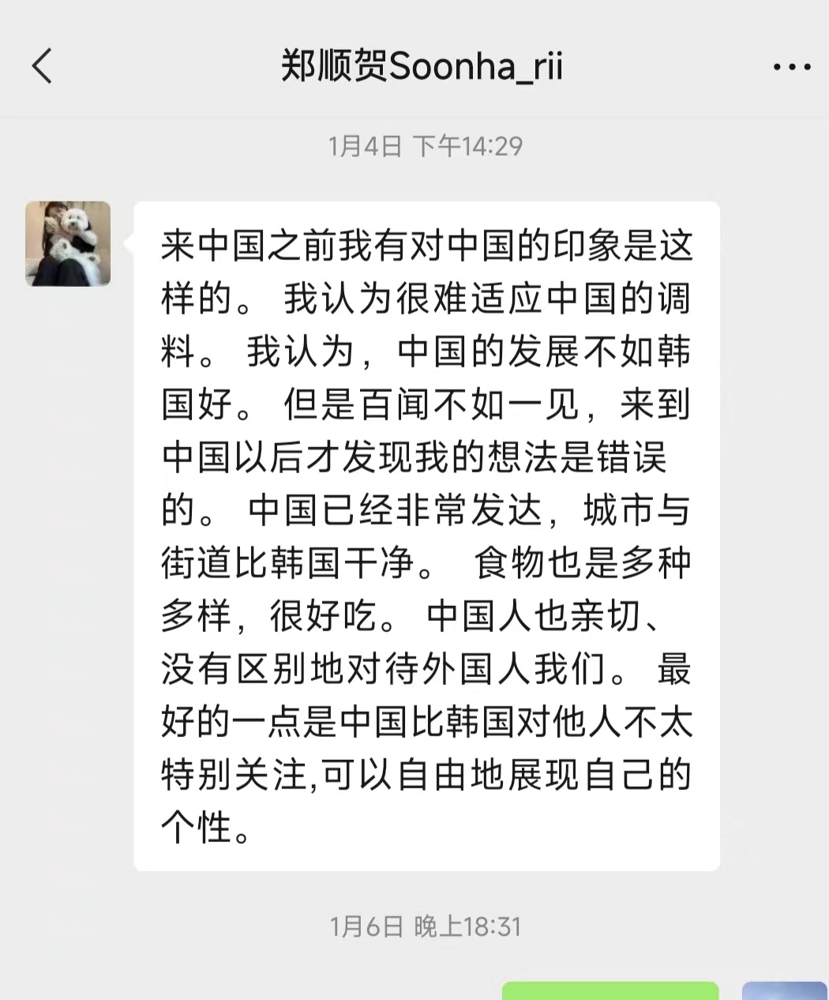 郑顺贺Soonha_rii
1月4日 下午14:29
来中国之前我有对中国的印象是这
样的。 我认为很难适应中国的调
料。 我认为，中国的发展不如韩
国好。 但是百闻不如一见，来到
中国以后才发现我的想法是错误
的。 中国已经非常发达，城市与
街道比韩国干净。  食物也是多种
多样，很好吃。 中国人也亲切、
没有区别地对待外国人我们。 最
好的一点是中国比韩国对他人不太
特别关注,可以自由地展现自己的
个性。
1月6日 晚上18:31